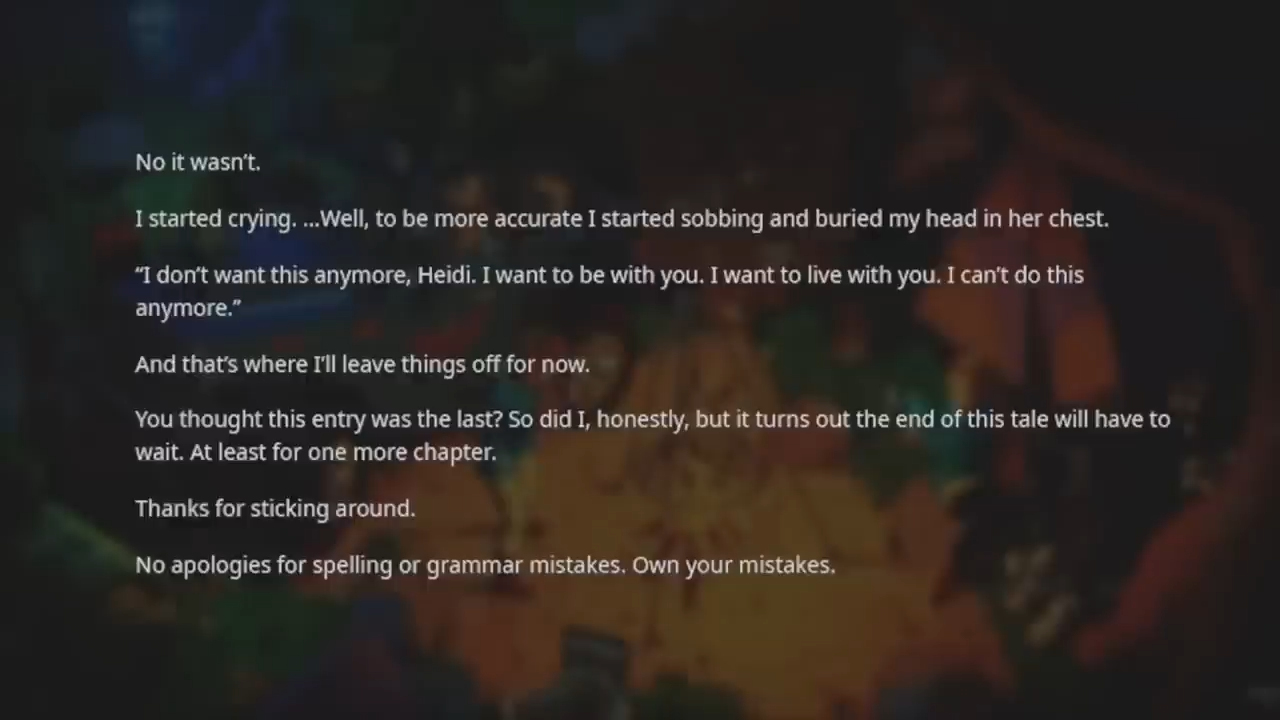 No it wasn’t.
I started crying. ...Well, to be more accurate I started sobbing and buried my head in her chest.
“I don’t want this anymore, Heidi. I want to be with you. I want to live with you. I can’t do this
anymore.”
And that’s where I’ll leave things off for now.
You thought this entry was the last? So did I, honestly, but it turns out the end of this tale will have to
wait. At least for one more chapter.
Thanks for sticking around.
No apologies for spelling or grammar mistakes. Own your mistakes.